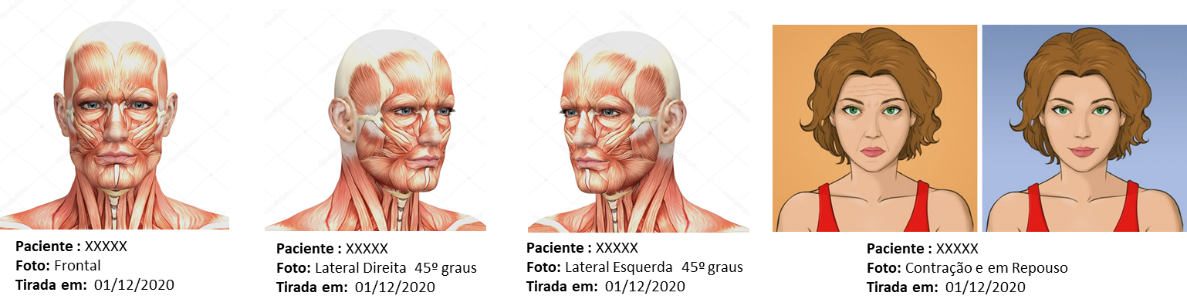 Paciente : XXXXX
Foto: Frontal
Tirada em: 01/12/2020
Paciente : XXXXX
Foto: Lateral Direita 45º graus
Tirada em: 01/12/2020
Paciente : XXXXX
Foto: Lateral Esquerda 45º graus
Tirada em: 01/12/2020
Paciente : XXXXX
Foto: Contração e em Repouso
Tirada em: 01/12/2020